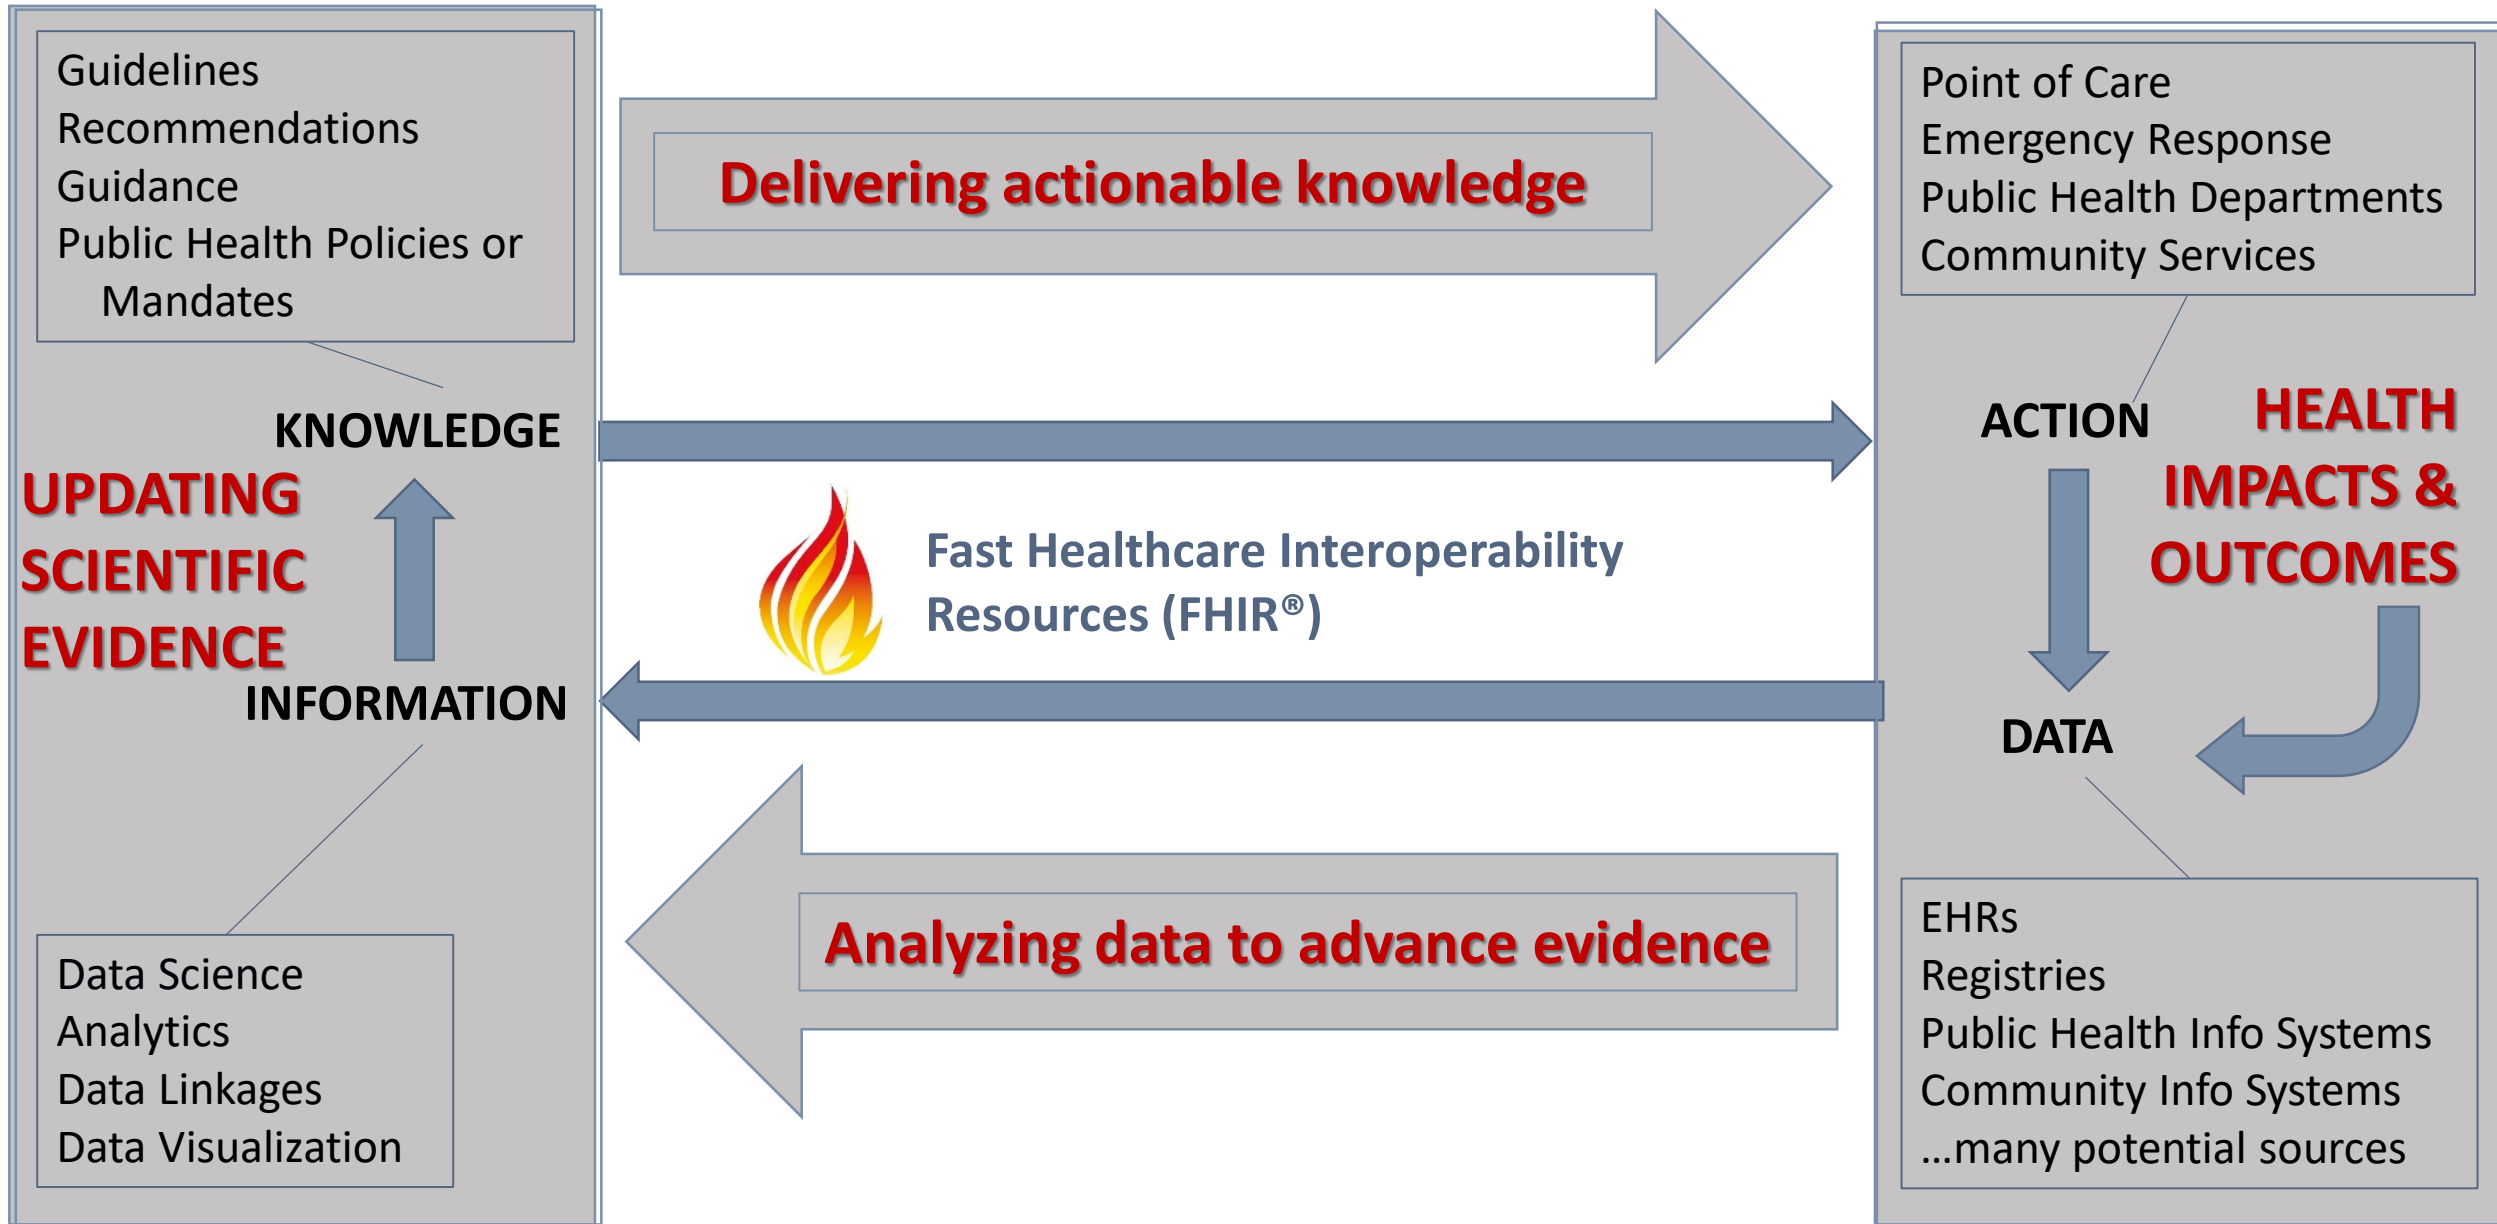 Guidelines
Recommendations
Guidance
Public Health Policies or
Mandates
KNOWLEDGE
UPDATING
SCIENTIFIC
EVIDENCE
INFORMATION
Data Science
Analytics
Data Linkages
Data Visualization
Delivering actionable knowledge
Fast Healthcare Interoperability
Resources (FHIR®)
Analyzing data to advance evidence
Point of Care
Emergency Response
Public Health Departments
Community Services
ACTION
HEALTH
IMPACTS &
OUTCOMES
DATA
EHRs
Registries
Public Health Info Systems
Community Info Systems
...many potential sources